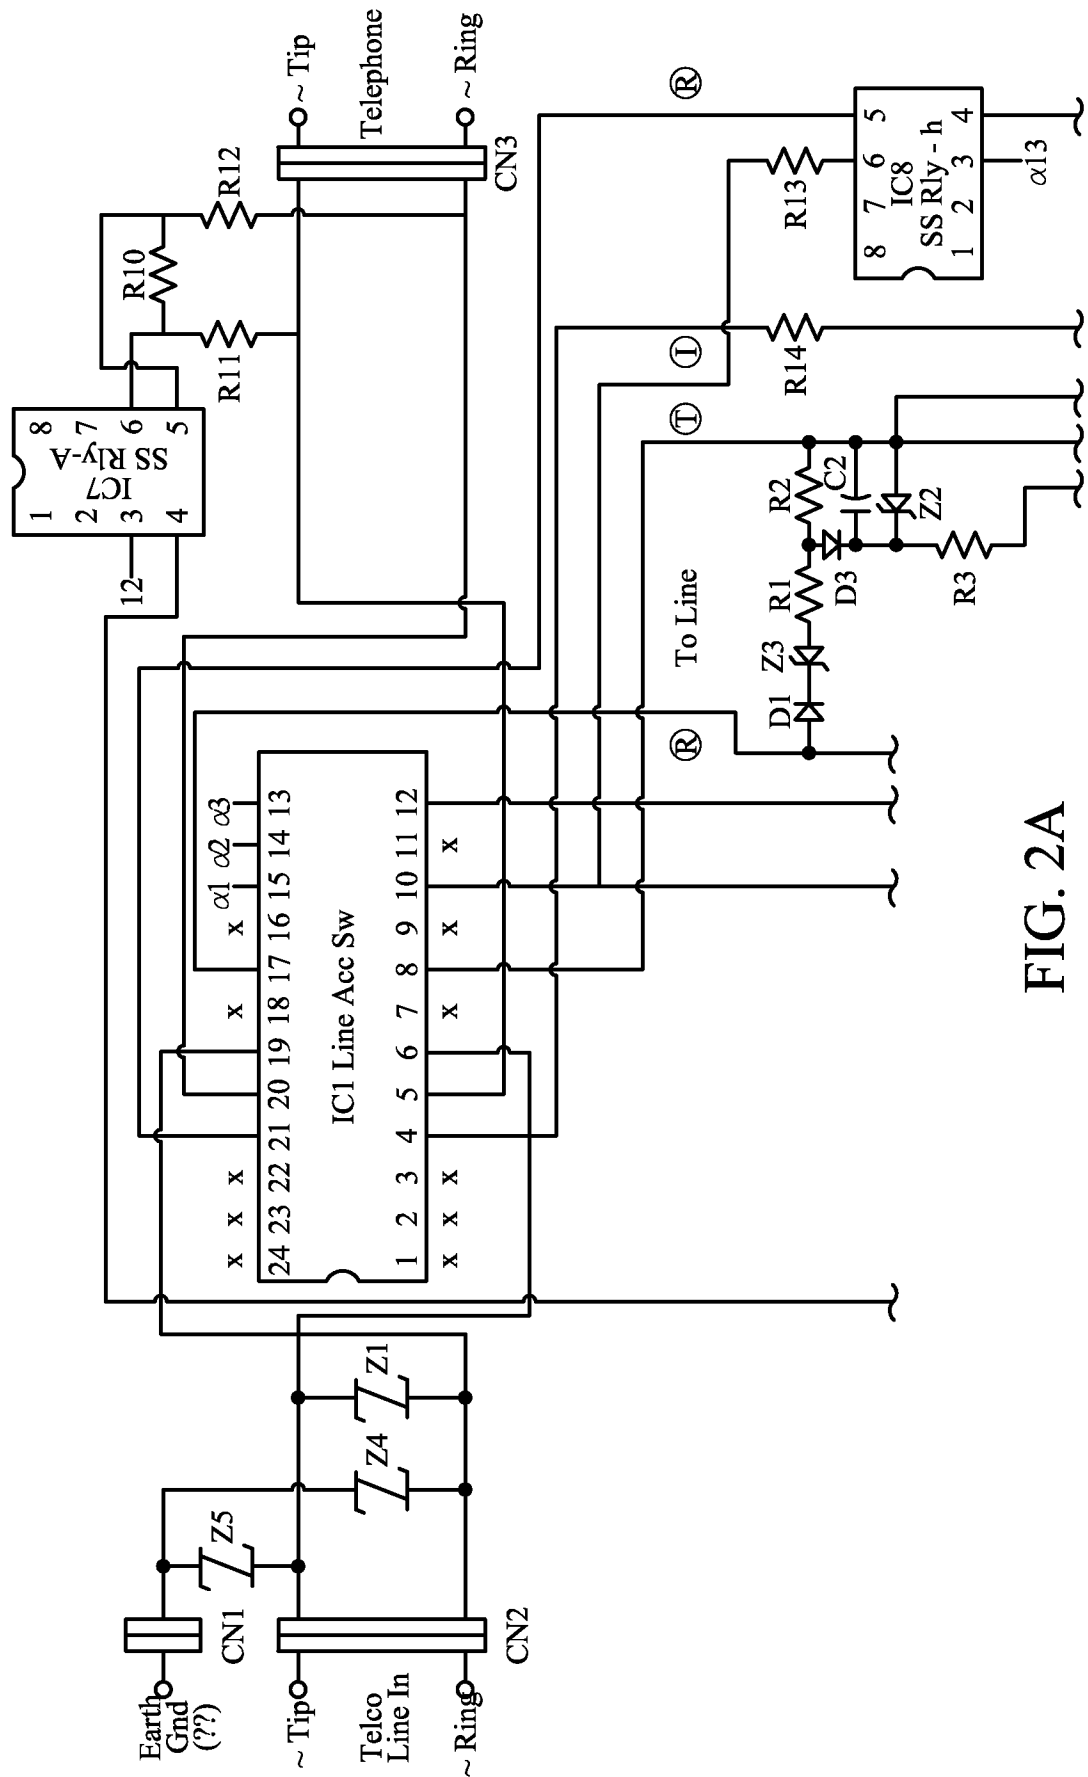 Earth
Gnd
(??)
CN1
Z5
~ Tip
Telco
Line In
~ Ring
CN2
Z4
Z1
24 23 22 21 20 19 18 17 16 15 14 13
x x x x x
α1 α2 α3
IC1 Line Acc Sw
1 2 3 4 5 6 7 8 9 10 11 12
x x x x x x
12
1 2 3 4
IC7
SS Rly-A
8 7 6 5
R10
R11
R12
~ Tip
Telephone
~ Ring
CN3
R
To Line
T
I
R
D1
Z3
R1
R2
D3
C2
Z2
R3
R14
R13
8 7 6 5
IC8
SS Rly - h
1 2 3 4
α13
FIG. 2A